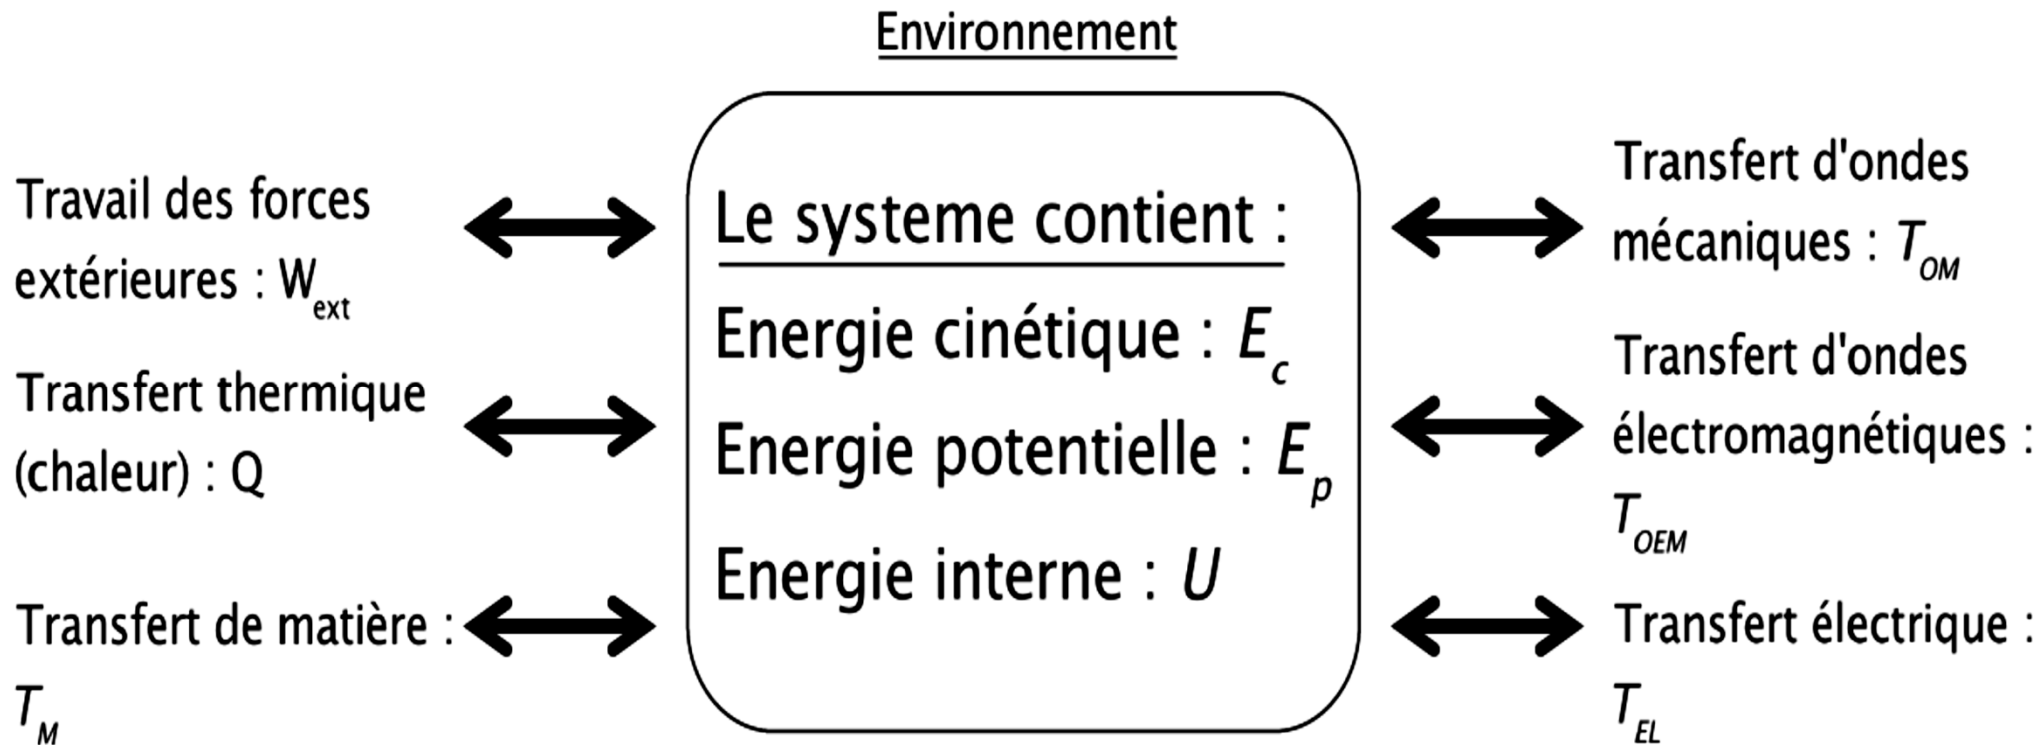 Environnement
Travail des forces
extérieures : Wext
Transfert thermique
(chaleur) : Q
Transfert de matière :
TM
Le systeme contient :
Energie cinétique : Ec
Energie potentielle : Ep
Energie interne : U
Transfert d'ondes
mécaniques : TOM
Transfert d'ondes
électromagnétiques :
TOEM
Transfert électrique :
TEL